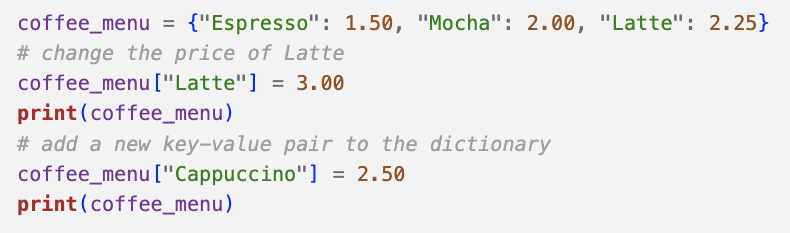 coffee_menu = {"Espresso": 1.50, "Mocha": 2.00, "Latte": 2.25}
# change the price of Latte
coffee_menu["Latte"] = 3.00
print(coffee_menu)
# add a new key-value pair to the dictionary
coffee_menu["Cappuccino"] = 2.50
print(coffee_menu)